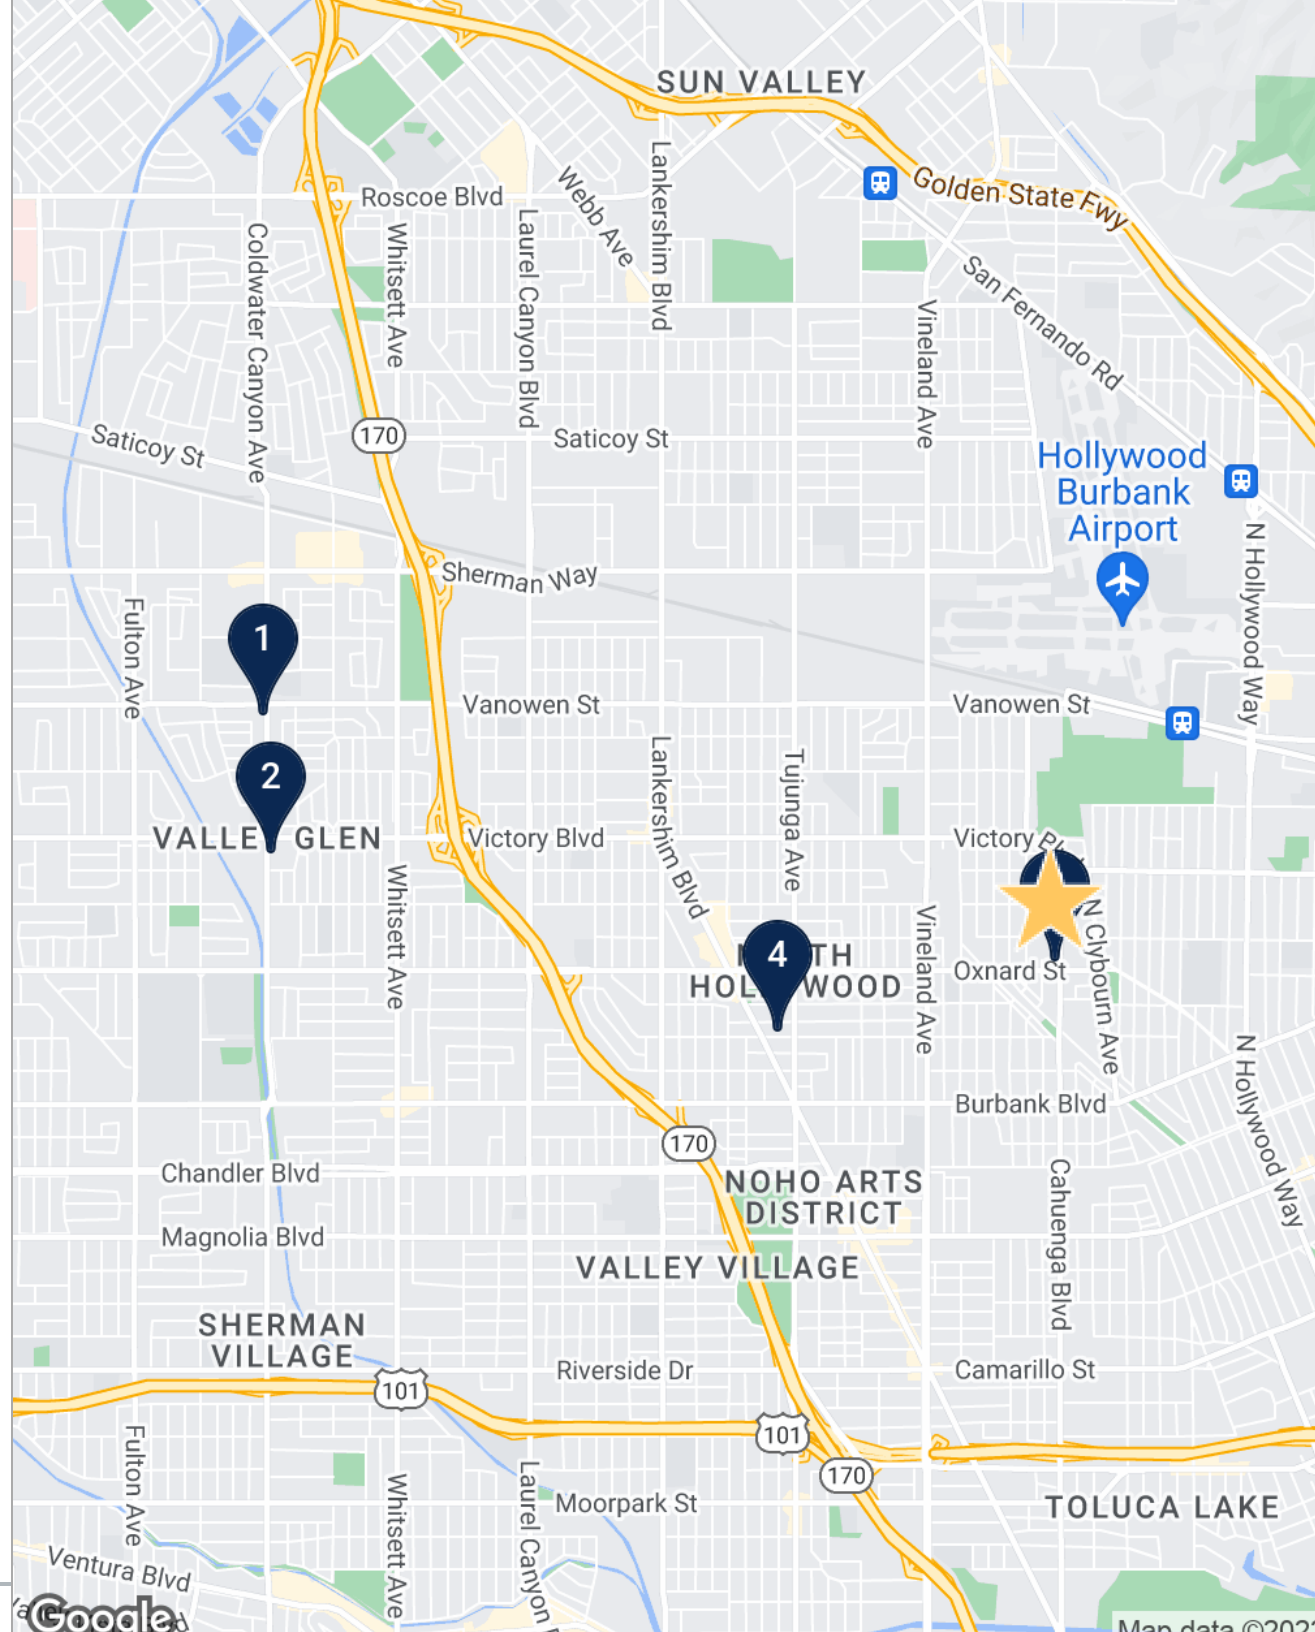 SUN VALLEY
Golden State Fwy
Roscoe Blvd
Webb Ave
Lankershim Blvd
Coldwater Canyon Ave
Whitsett Ave
Laurel Canyon Blvd
San Fernando Rd
Vineland Ave
170
Saticoy St
Saticoy St
Hollywood
Burbank
Airport
N Hollywood Way
Sherman Way
Fulton Ave
1
Vanowen St
Vanowen St
2
Lankershim Blvd
Tujunga Ave
VALLE GLEN
Victory Blvd
Victory
Whitsett Ave
N Clybourn Ave
Vineland Ave
4
TH
HOL WOOD
Oxnard St
N Hollywood Way
Burbank Blvd
170
Chandler Blvd
NOHO ARTS
DISTRICT
Cahuenga Blvd
Magnolia Blvd
VALLEY VILLAGE
SHERMAN
VILLAGE
Riverside Dr
Camarillo St
101
101
170
Fulton Ave
Whitsett Ave
Laurel Canyon
Moorpark St
TOLUCA LAKE
Ventura Blvd
Google
Map data ©202